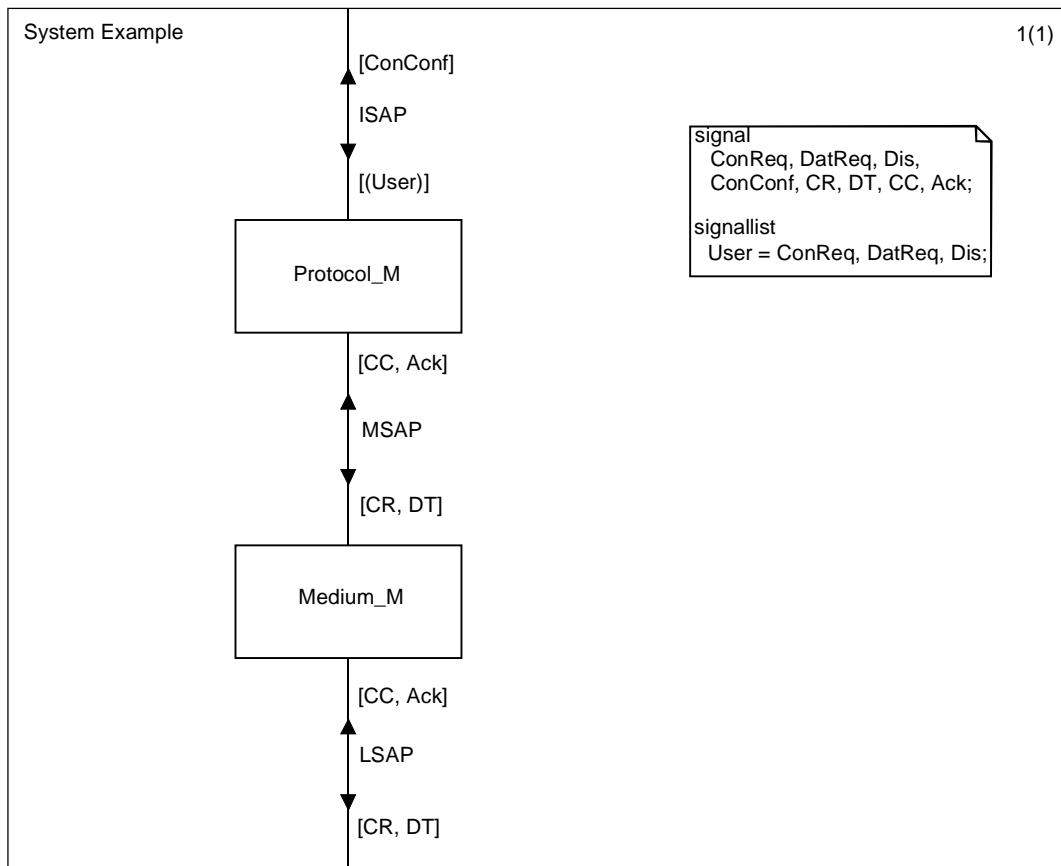 System Example
1(1)
[ConConf]
ISAP
[(User)]
signal
ConReq, DatReq, Dis,
ConConf, CR, DT, CC, Ack;
signallist
User = ConReq, DatReq, Dis;
Protocol_M
[CC, Ack]
MSAP
[CR, DT]
Medium_M
[CC, Ack]
LSAP
[CR, DT]